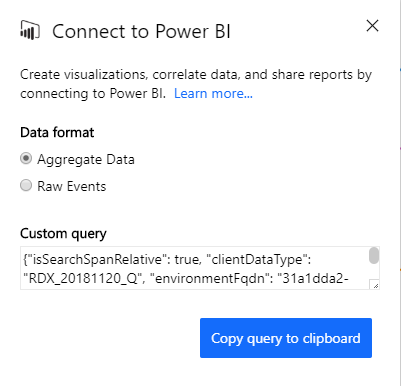 Connect to Power BI
Create visualizations, correlate data, and share reports by
connecting to Power BI. Learn more...
Data format
Aggregate Data
Raw Events
Custom query
{"isSearchSpanRelative": true, "clientDataType":
"RDX_20181120_Q", "environmentFqdn": "31a1dda2-
Copy query to clipboard